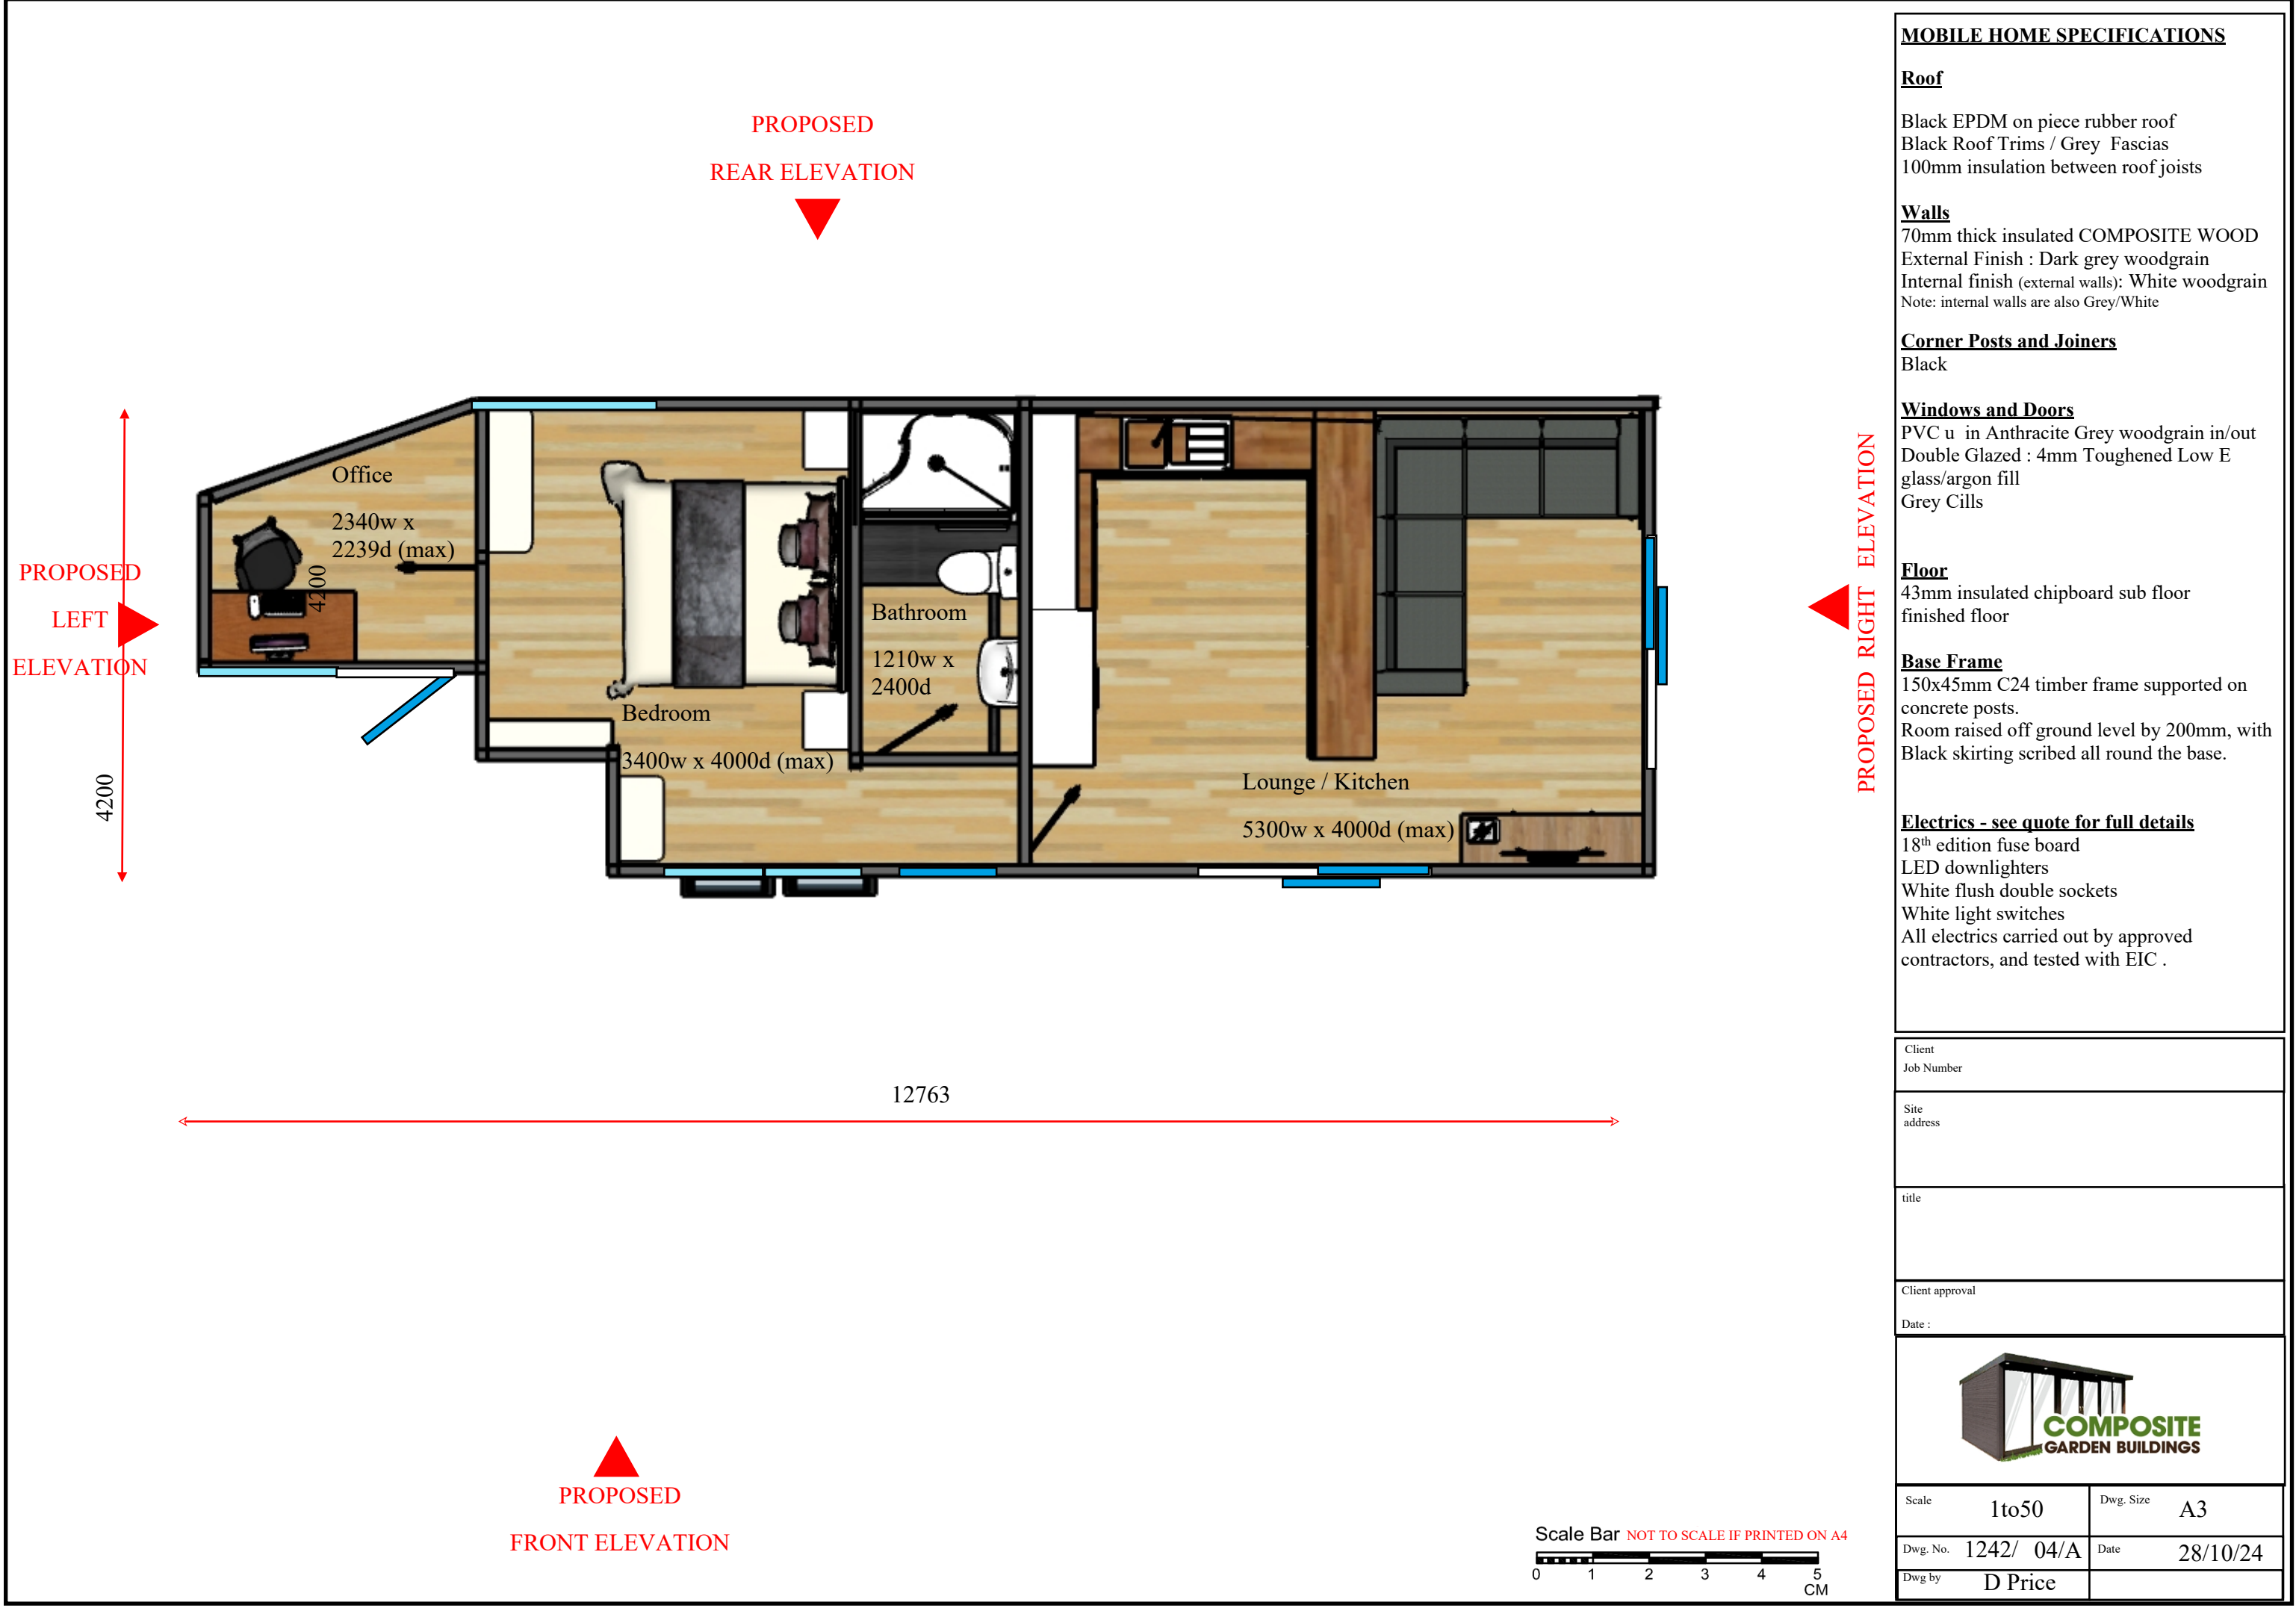 PROPOSED
REAR ELEVATION
PROPOSED
LEFT
ELEVATION
4200
Office
2340w x
2239d (max)
4200
Bedroom
3400w x 4000d (max)
Bathroom
1210w x
2400d
Lounge / Kitchen
5300w x 4000d (max)
PROPOSED RIGHT ELEVATION
12763
PROPOSED
FRONT ELEVATION
Scale Bar NOT TO SCALE IF PRINTED ON A4
0 1 2 3 4 5
CM
MOBILE HOME SPECIFICATIONS
Roof
Black EPDM on piece rubber roof
Black Roof Trims / Grey Fascias
100mm insulation between roof joists
Walls
70mm thick insulated COMPOSITE WOOD
External Finish : Dark grey woodgrain
Internal finish (external walls): White woodgrain
Note: internal walls are also Grey/White
Corner Posts and Joiners
Black
Windows and Doors
PVC u in Anthracite Grey woodgrain in/out
Double Glazed : 4mm Toughened Low E
glass/argon fill
Grey Cills
Floor
43mm insulated chipboard sub floor
finished floor
Base Frame
150x45mm C24 timber frame supported on
concrete posts.
Room raised off ground level by 200mm, with
Black skirting scribed all round the base.
Electrics - see quote for full details
18th edition fuse board
LED downlighters
White flush double sockets
White light switches
All electrics carried out by approved
contractors, and tested with EIC .
Client
Job Number
Site
address
title
Client approval
Date :
COMPOSITE
GARDEN BUILDINGS
Scale 1to50 Dwg. Size A3
Dwg. No. 1242/ 04/A Date 28/10/24
Dwg by D Price